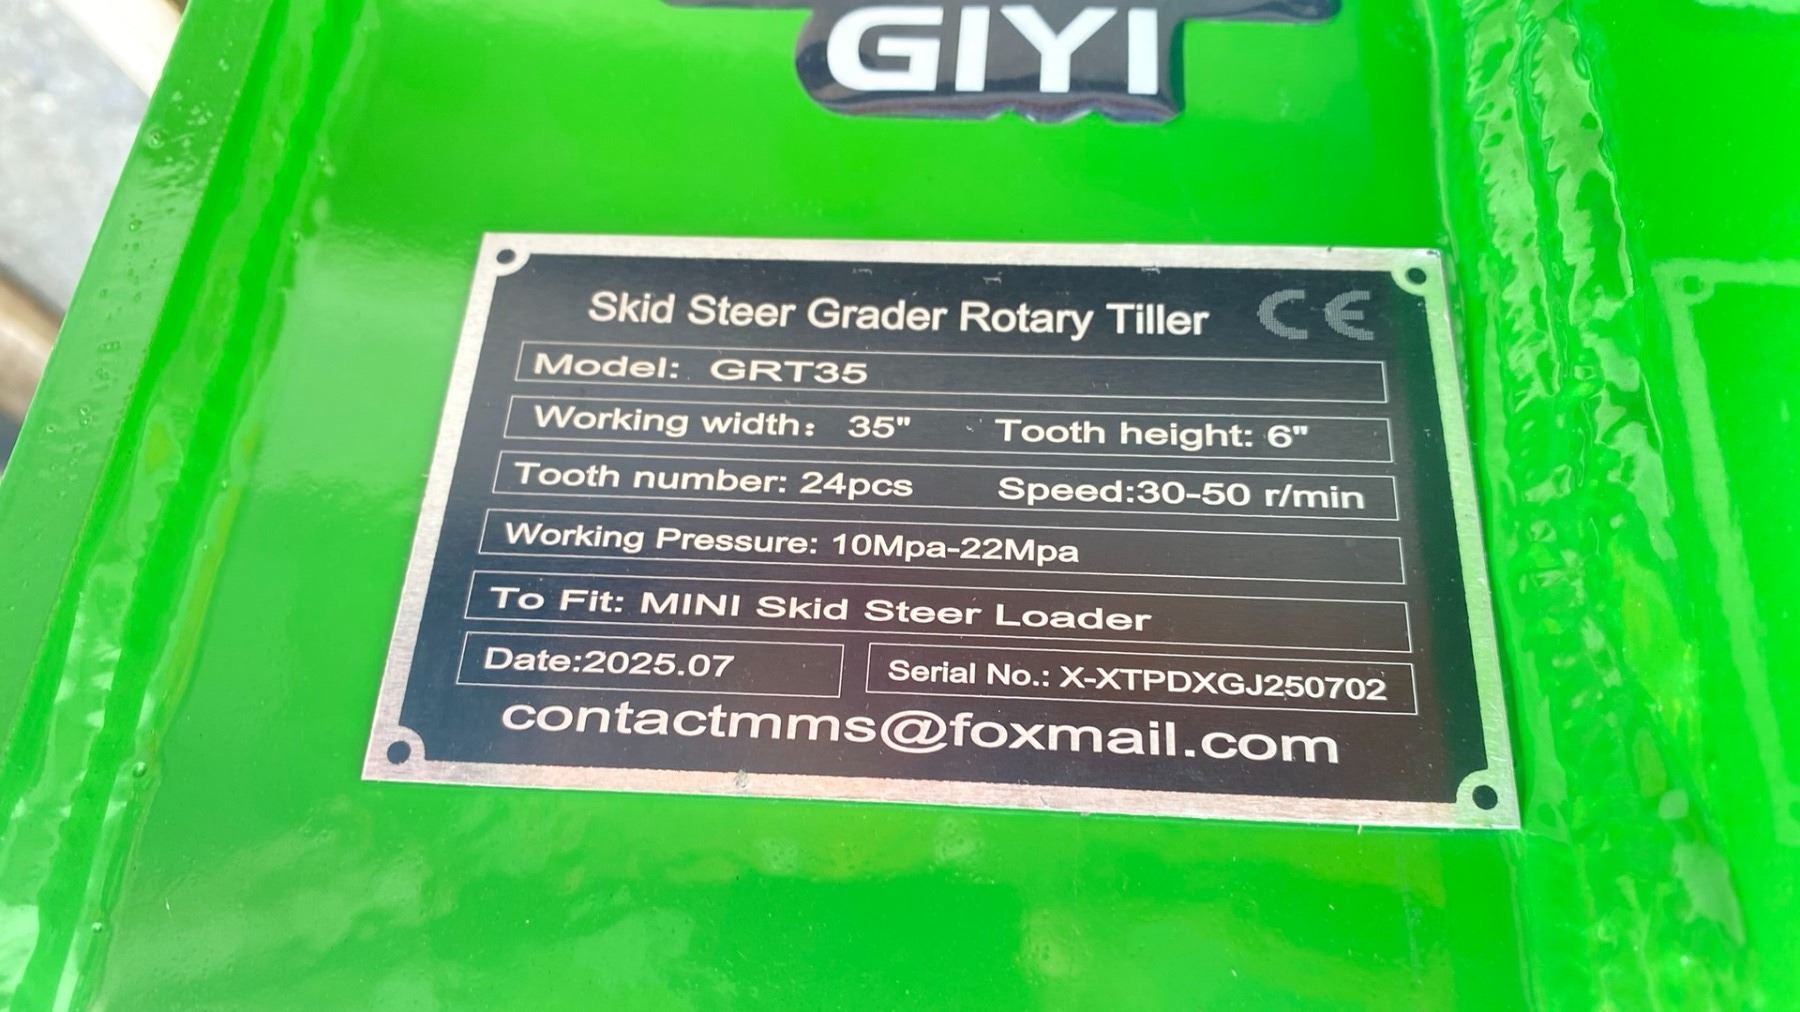 GIYI
Skid Steer Grader Rotary Tiller CE
Model: GRT35
Working width: 35" Tooth height: 6"
Tooth number: 24pcs Speed:30-50 r/min
Working Pressure: 10Mpa-22Mpa
To Fit: MINI Skid Steer Loader
Date:2025.07 Serial No.: X-XTPDXGJ250702
contactmms@foxmail.com